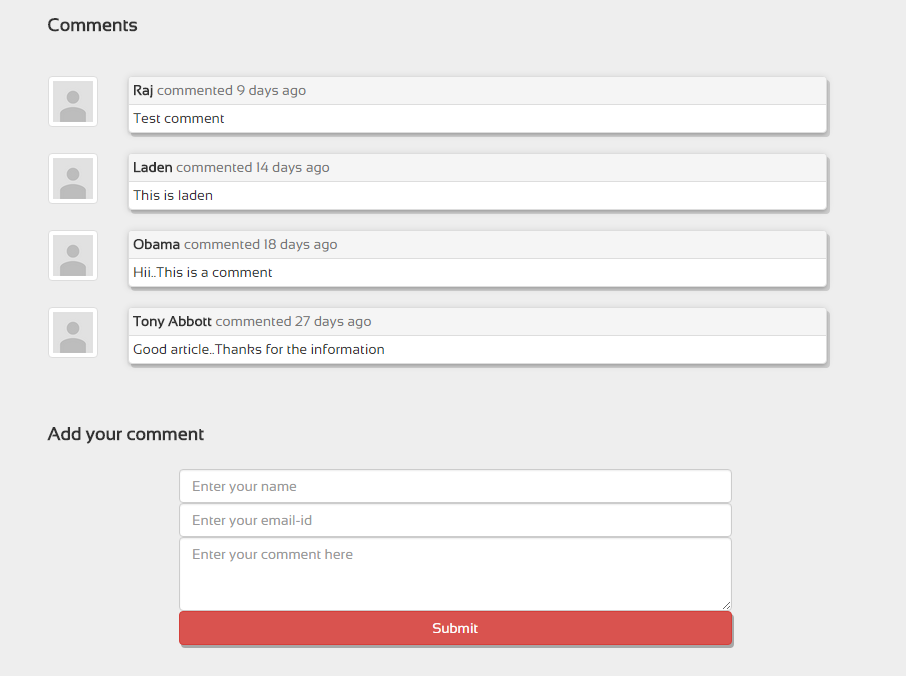 Comments
Raj commented 9 days ago
Test comment
Laden commented 14 days ago
This is laden
Obama commented 18 days ago
Hii..This is a comment
Tony Abbott commented 27 days ago
Good article..Thanks for the information
Add your comment
Enter your name
Enter your email-id
Enter your comment here
Submit